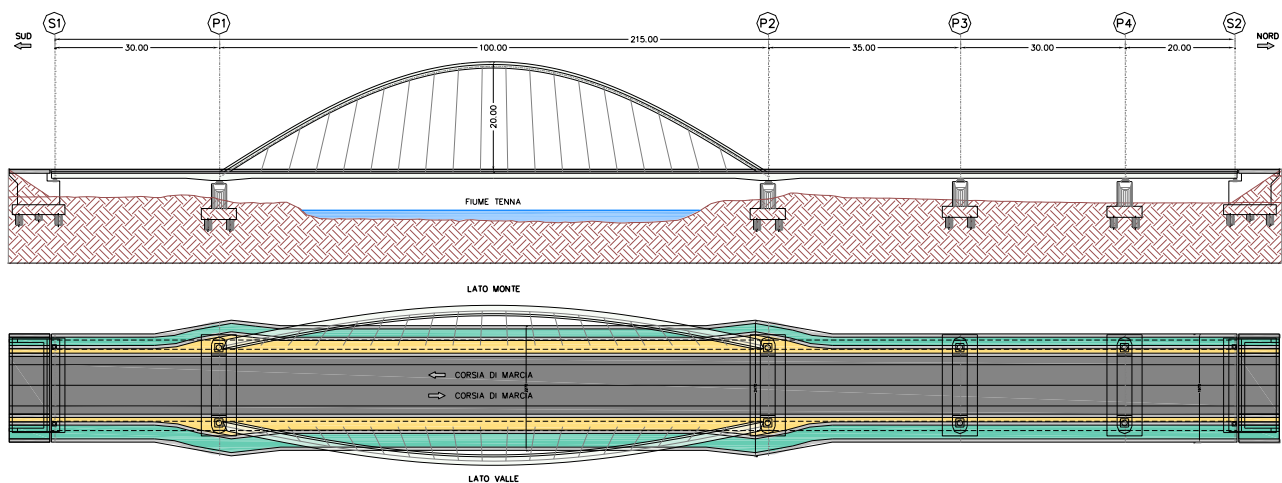 S1 P1 P2 P3 P4 S2
215.00
SUD 30.00 100.00 35.00 30.00 20.00 NORD
20.00
FIUME TENNA
LATO MONTE
CORSIA DI MARCIA
CORSIA DI MARCIA
LATO VALLE